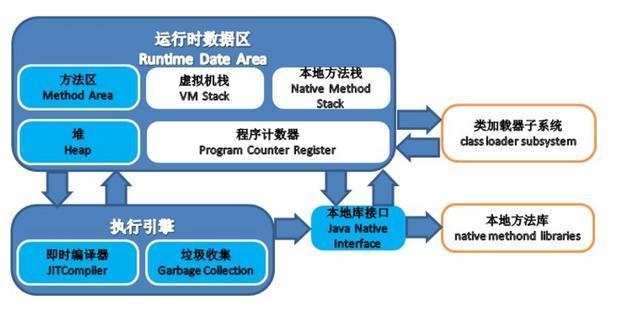 运行时数据区
Runtime Date Area
方法区
Method Area
虚拟机栈
VM Stack
本地方法栈
Native Method
Stack
堆
Heap
程序计数器
Program Counter Register
类加载器子系统
class loader subsystem
执行引擎
即时编译器
JITCompiler
垃圾收集
Garbage Collection
本地库接口
Java Native
Interface
本地方法库
native methond libraries